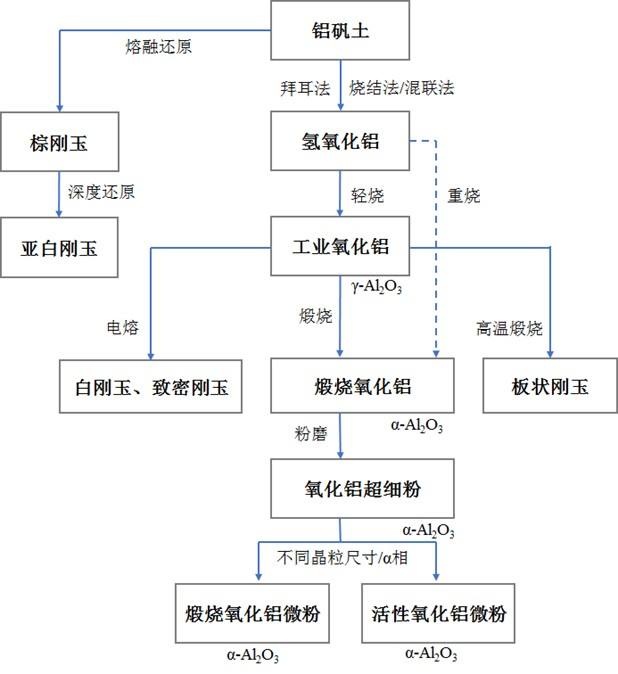 铝矾土
熔融还原
拜耳法 烧结法/混联法
棕刚玉
氢氧化铝
深度还原
轻烧
重烧
亚白刚玉
工业氧化铝
γ-Al₂O₃
电熔
煅烧
高温煅烧
白刚玉、致密刚玉
煅烧氧化铝
板状刚玉
α-Al₂O₃
粉磨
氧化铝超细粉
α-Al₂O₃
不同晶粒尺寸/α相
煅烧氧化铝微粉
活性氧化铝微粉
α-Al₂O₃
α-Al₂O₃